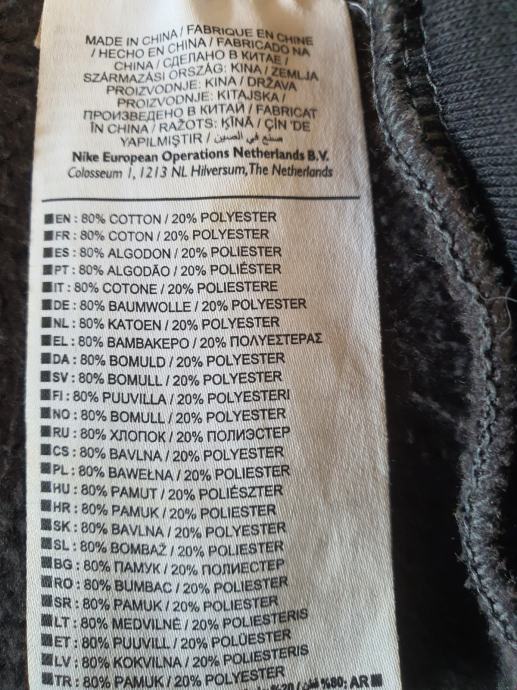 MADE IN CHINA / FABRIQUE EN CHINE
/ HECHO EN CHINA / FABRICADO NA
CHINA / СДЕЛАНО В КИТАЕ /
SZÁRMAZÁSI ORSZÁG: KINA / ZEMLJA
PROIZVODNJE: KINA / DRŽAVA
PROIZVODNJE: KITAJSKA /
ПРОИЗВЕДЕНО В КИТАЙ / FABRICAT
ÎN CHINA / RAŽOTS: ĶĪNĀ / ÇİN 'DE
YAPILMIŞTIR / صنع في الصين
Nike European Operations Netherlands B.V.
Colosseum 1, 1213 NL Hilversum, The Netherlands
EN : 80% COTTON / 20% POLYESTER
FR : 80% COTON / 20% POLYESTER
ES : 80% ALGODON / 20% POLIESTER
PT : 80% ALGODÃO / 20% POLIÉSTER
IT : 80% COTONE / 20% POLIESTERE
DE : 80% BAUMWOLLE / 20% POLYESTER
NL : 80% KATOEN / 20% POLYESTER
EL : 80% ΒΑΜΒΑΚΕΡΟ / 20% ΠΟΛΥΕΣΤΕΡΑΣ
DA : 80% BOMULD / 20% POLYESTER
SV : 80% BOMULL / 20% POLYESTER
FI : 80% PUUVILLA / 20% POLYESTERI
NO : 80% BOMULL / 20% POLYESTER
RU : 80% ХЛОПОК / 20% ПОЛИЭСТЕР
CS : 80% BAVLNA / 20% POLYESTER
PL : 80% BAWEŁNA / 20% POLYESTER
HU : 80% PAMUT / 20% POLIÉSZTER
HR : 80% PAMUK / 20% POLIESTER
SK : 80% BAVLNA / 20% POLYESTER
SL : 80% BOMBAŽ / 20% POLIESTER
BG : 80% ПАМУК / 20% ПОЛИЕСТЕР
RO : 80% BUMBAC / 20% POLIESTER
SR : 80% PAMUK / 20% POLIESTER
LT : 80% MEDVILNĖ / 20% POLIESTERIS
ET : 80% PUUVILL / 20% POLÜESTER
LV : 80% KOKVILNA / 20% POLIESTERIS
TR : 80% PAMUK / 20% POLYESTER
AR :80% قطن / 20%